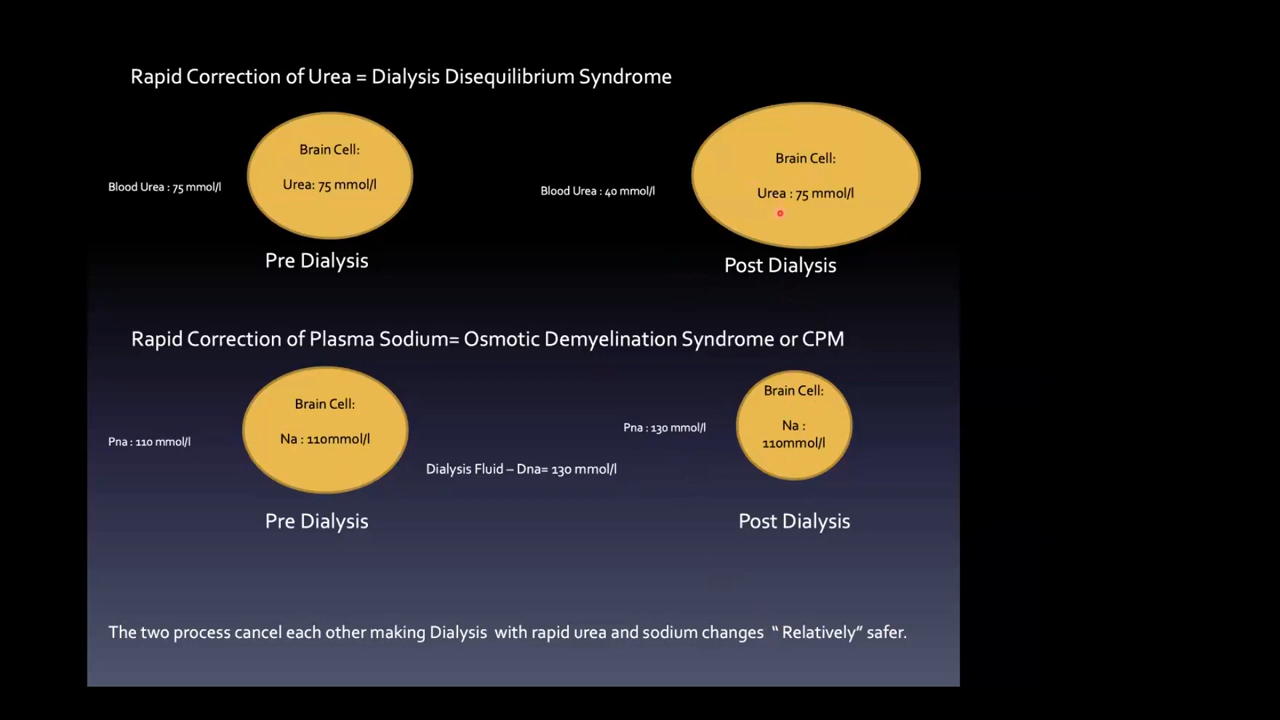 Rapid Correction of Urea = Dialysis Disequilibrium Syndrome
Brain Cell:
Urea: 75 mmol/l
Blood Urea : 75 mmol/l
Pre Dialysis
Brain Cell:
Urea : 75 mmol/l
Blood Urea : 40 mmol/l
Post Dialysis
Rapid Correction of Plasma Sodium= Osmotic Demyelination Syndrome or CPM
Brain Cell:
Na : 110mmol/l
Pna : 110 mmol/l
Pre Dialysis
Dialysis Fluid – Dna= 130 mmol/l
Pna : 130 mmol/l
Brain Cell:
Na :
110mmol/l
Post Dialysis
The two process cancel each other making Dialysis  with rapid urea and sodium changes  “ Relatively” safer.